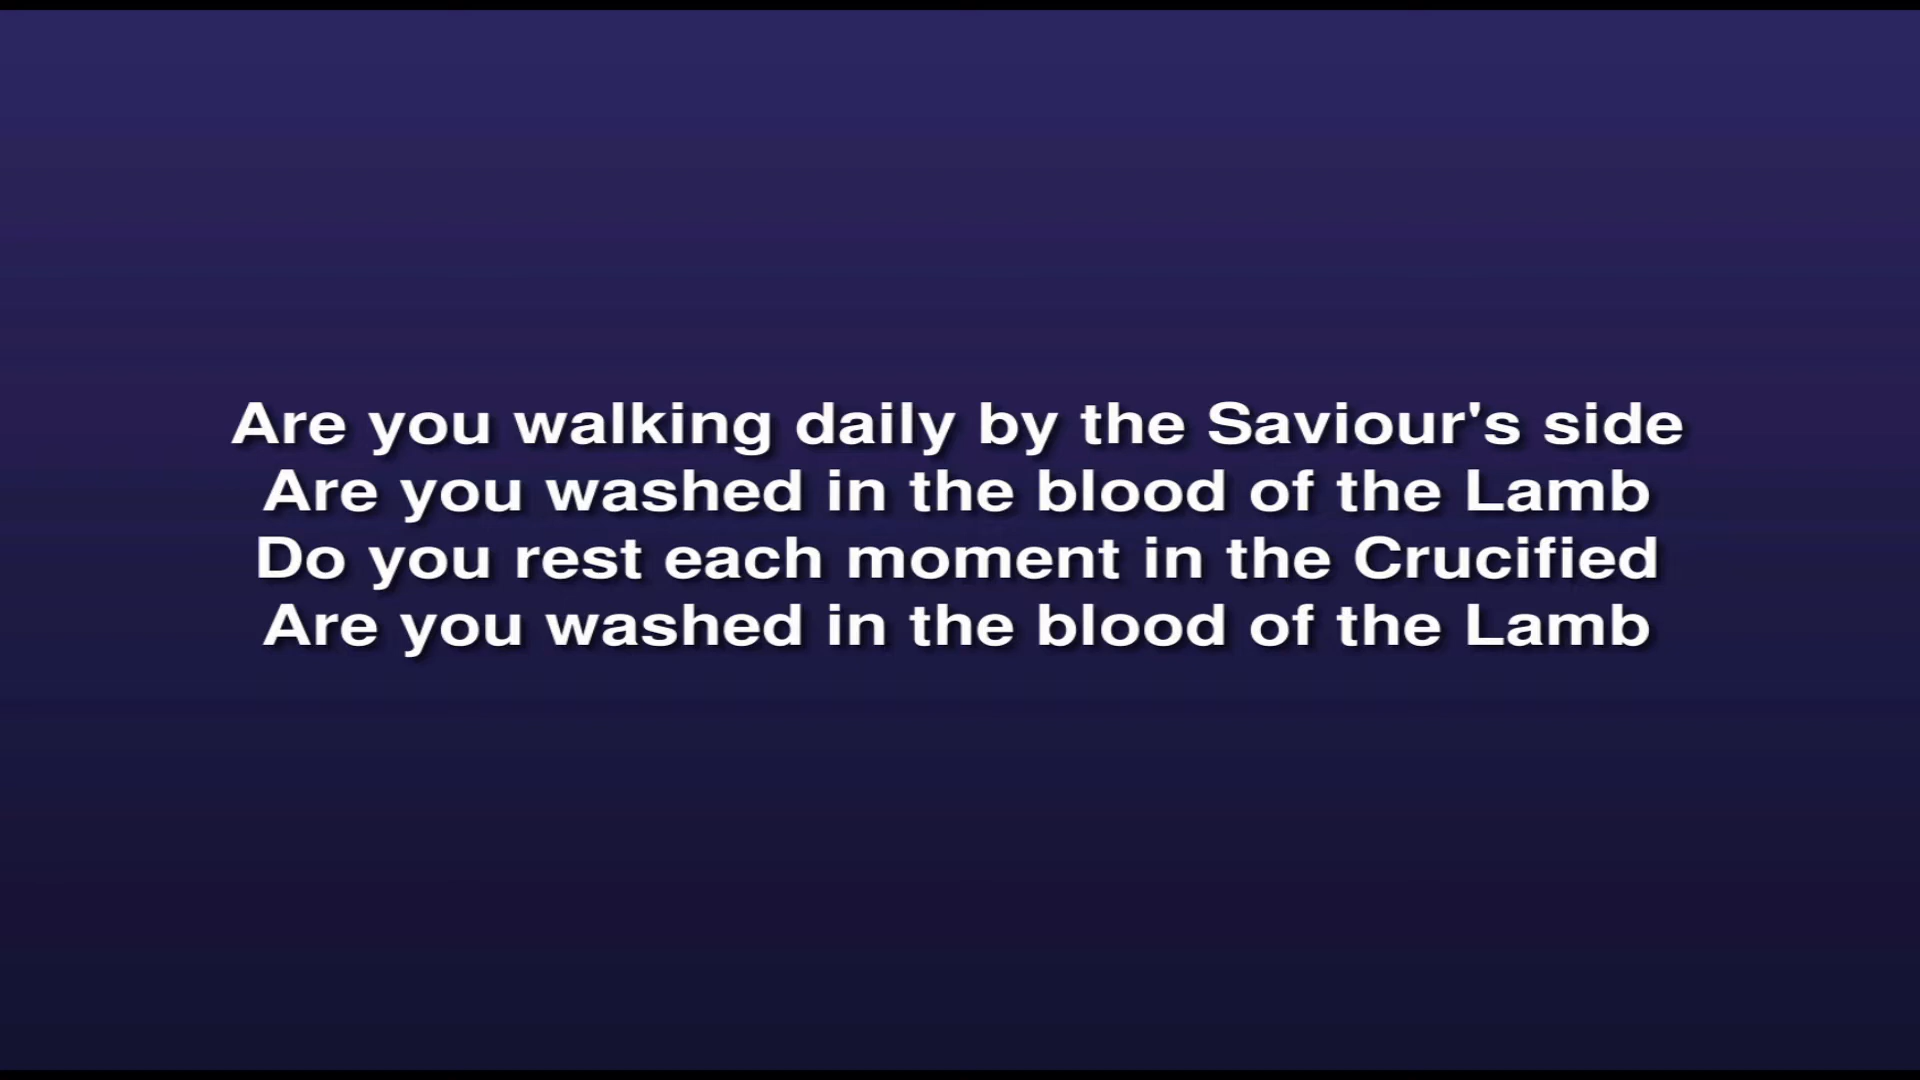 Are you walking daily by the Saviour's side
Are you washed in the blood of the Lamb
Do you rest each moment in the Crucified
Are you washed in the blood of the Lamb